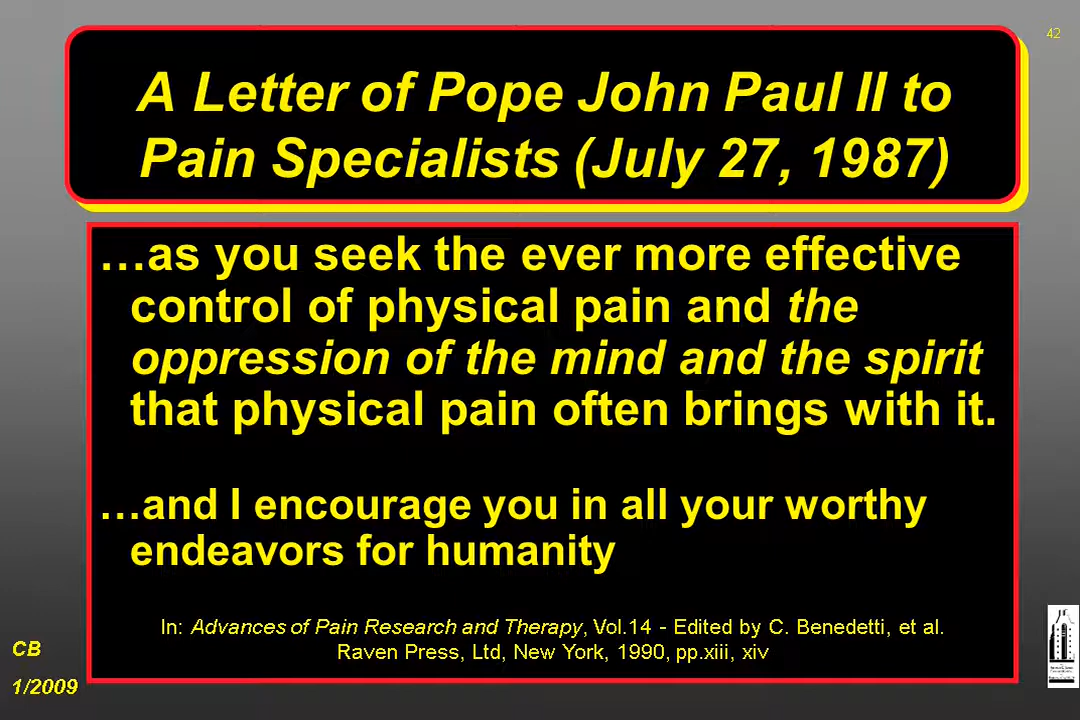 42
A Letter of Pope John Paul II to
Pain Specialists (July 27, 1987)
…as you seek the ever more effective
control of physical pain and the
oppression of the mind and the spirit
that physical pain often brings with it.
…and I encourage you in all your worthy
endeavors for humanity
In: Advances of Pain Research and Therapy, Vol.14 - Edited by C. Benedetti, et al.
Raven Press, Ltd, New York, 1990, pp.xiii, xiv
CB
1/2009